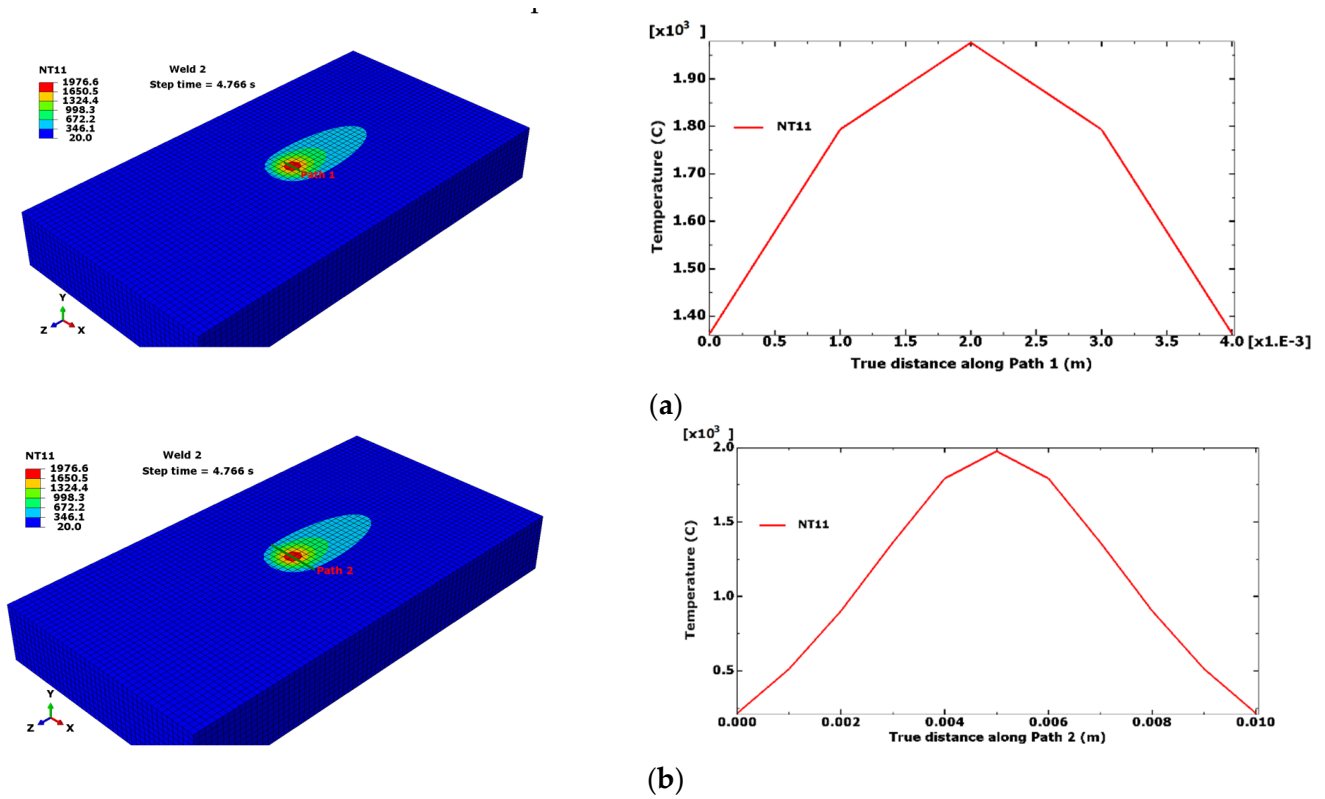 NT11
1976.6
1650.5
1324.4
998.3
672.2
346.1
20.0
Weld 2
Step time = 4.766 s
Path 1
Y
Z
X
[x10³ ]
1.90
1.80
1.70
1.60
1.50
1.40
Temperature (C)
NT11
0.0 0.5 1.0 1.5 2.0 2.5 3.0 3.5 4.0 [x1.E-3]
True distance along Path 1 (m)
(a)
NT11
1976.6
1650.5
1324.4
998.3
672.2
346.1
20.0
Weld 2
Step time = 4.766 s
Path 2
Y
Z
X
[x10³ ]
2.0
1.5
1.0
0.5
Temperature (C)
NT11
0.000 0.002 0.004 0.006 0.008 0.010
True distance along Path 2 (m)
(b)